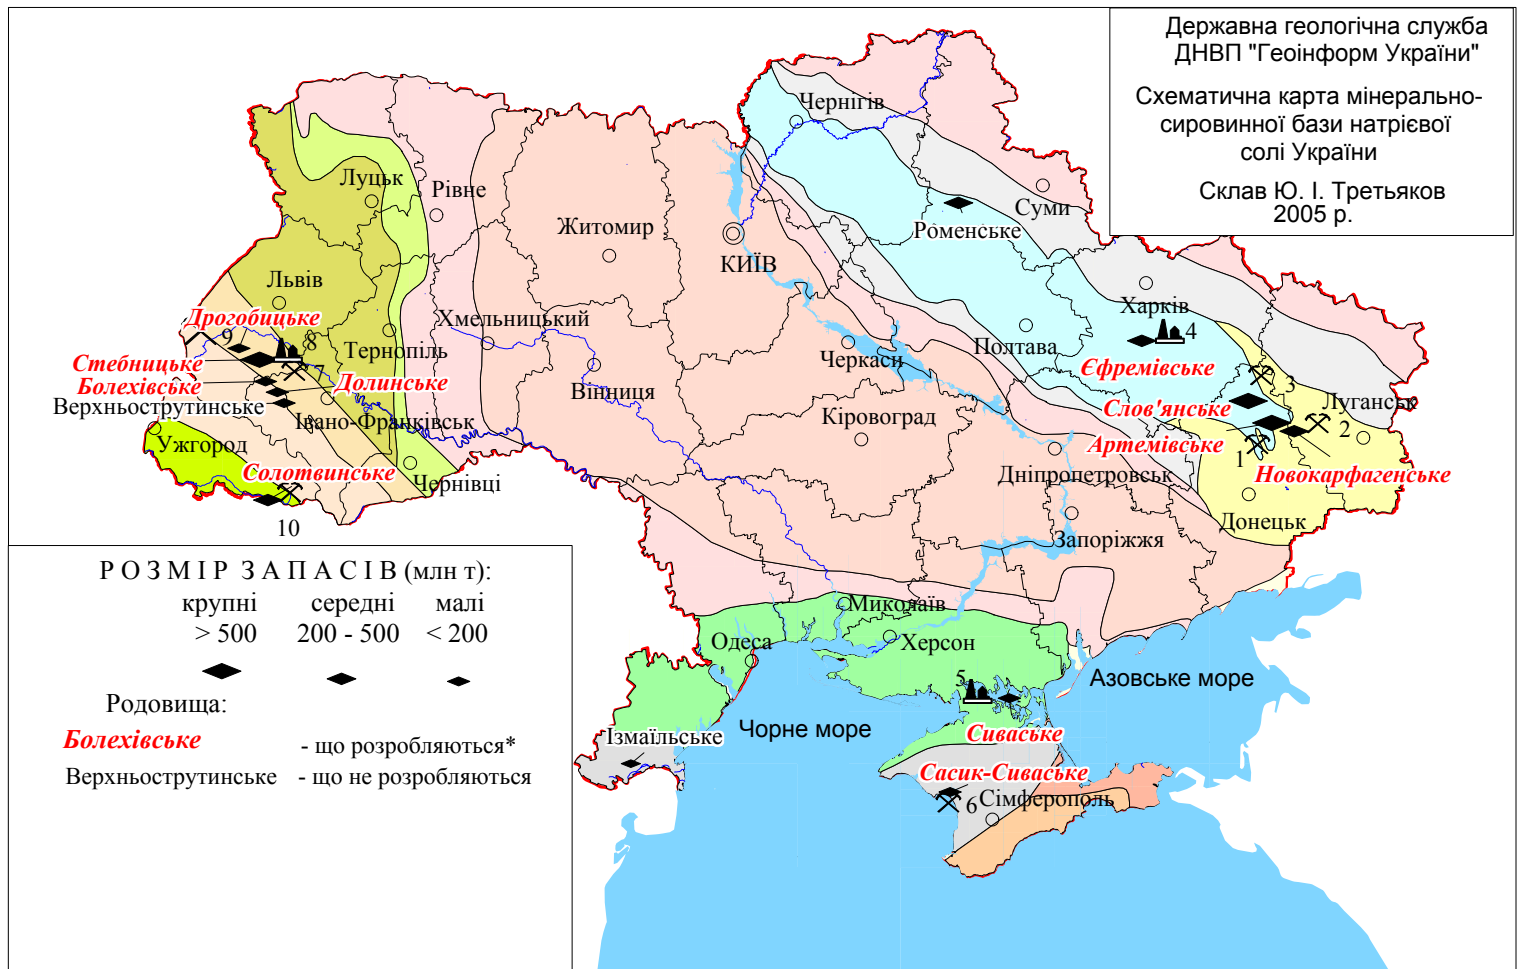 Державна геологічна служба
ДНВП "Геоінформ України"
Схематична карта мінерально-
сировинної бази натрієвої
солі України
Склав Ю. І. Третьяков
2005 р.
Чернігів
Луцьк
Рівне
Суми
Житомир
Роменське
КИЇВ
Львів
Харків
Дрогобицьке
Хмельницький
4
9
8
Тернопіль
Черкаси
Полтава
Стебницьке
7
Єфремівське
Болехівське
Долинське
Вінниця
3
Верхньострутинське
Слов'янське
Луганськ
Івано-Франківськ
Кіровоград
2
Ужгород
Артемівське
1
Солотвинське
Дніпропетровськ
Новокарфагенське
Чернівці
10
Донецьк
Запоріжжя
РОЗМІР ЗАПАСІВ (млн т):
крупні середні малі
> 500 200 - 500 < 200
Родовища:
Болехівське - що розробляються*
Верхньострутинське - що не розробляються
Миколаїв
Одеса
Херсон
5
Азовське море
Чорне море
Ізмаїльське
Сиваське
Сасик-Сиваське
6
Сімферополь